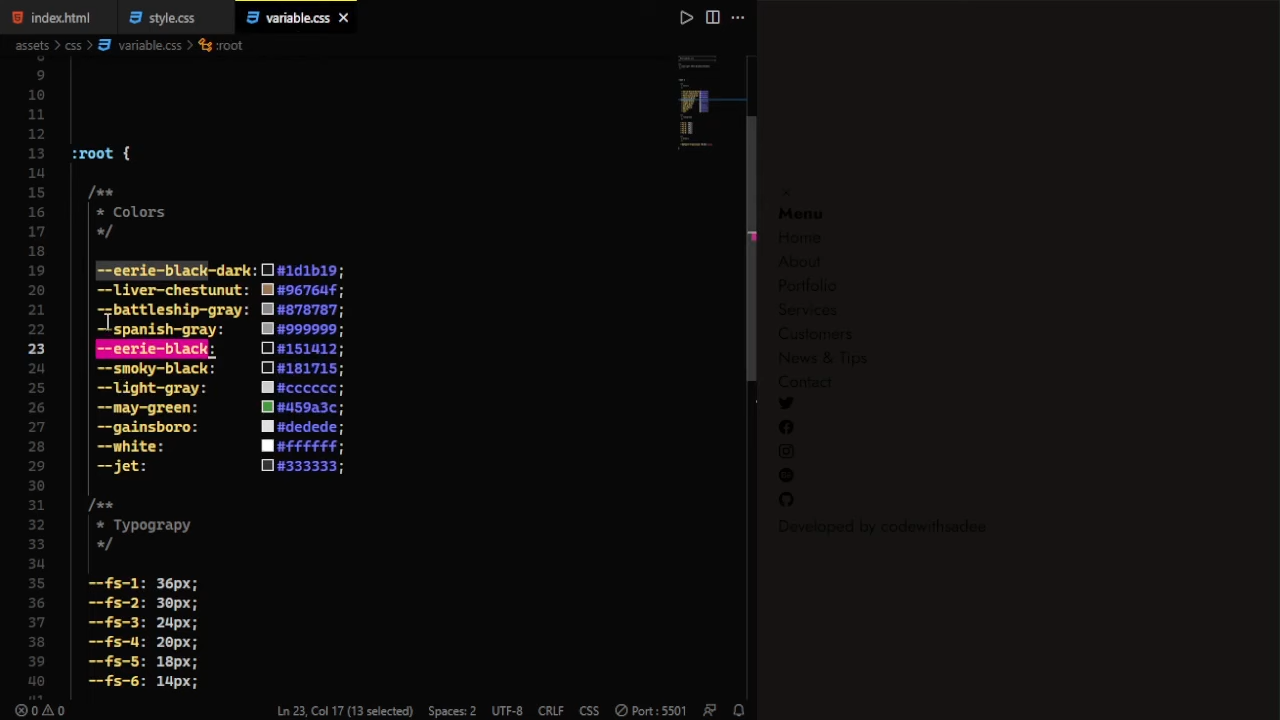 index.html
style.css
variable.css
assets > css > variable.css > :root
8
9
10
11
12
13 :root {
14
15 /**
16 * Colors
17 */
18
19 --eerie-black-dark: #1d1b19;
20 --liver-chestunut: #96764f;
21 --battleship-gray: #878787;
22 --spanish-gray: #999999;
23 --eerie-black: #151412;
24 --smoky-black: #181715;
25 --light-gray: #cccccc;
26 --may-green: #459a3c;
27 --gainsboro: #dedede;
28 --white: #ffffff;
29 --jet: #333333;
30
31 /**
32 * Typograpy
33 */
34
35 --fs-1: 36px;
36 --fs-2: 30px;
37 --fs-3: 24px;
38 --fs-4: 20px;
39 --fs-5: 18px;
40 --fs-6: 14px;
41
Menu
Home
About
Portfolio
Services
Customers
News & Tips
Contact
Developed by codewithsadee
0 0 Ln 23, Col 17 (13 selected) Spaces: 2 UTF-8 CRLF CSS Port : 5501